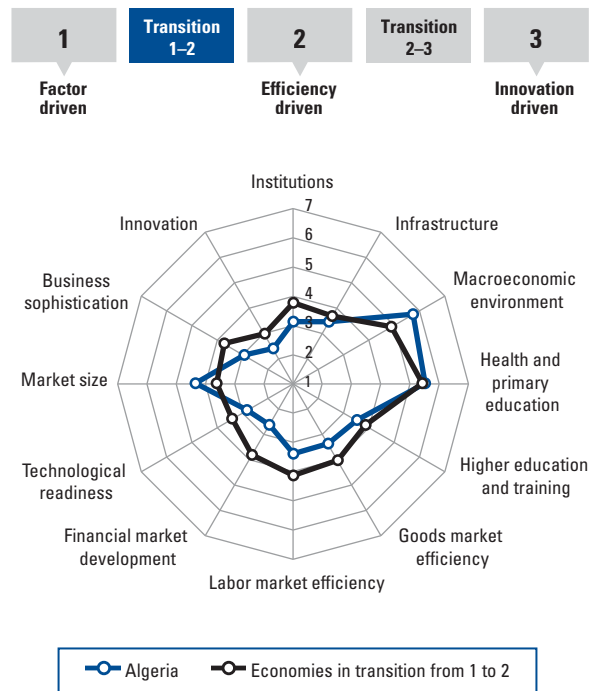 1
Transition
1–2
2
Transition
2–3
3
Factor
driven
Efficiency
driven
Innovation
driven
Institutions
Innovation
Infrastructure
Business
sophistication
Macroeconomic
environment
Market size
Health and
primary
education
Technological
readiness
Higher education
and training
Financial market
development
Goods market
efficiency
Labor market efficiency
7
6
5
4
3
2
1
Algeria
Economies in transition from 1 to 2